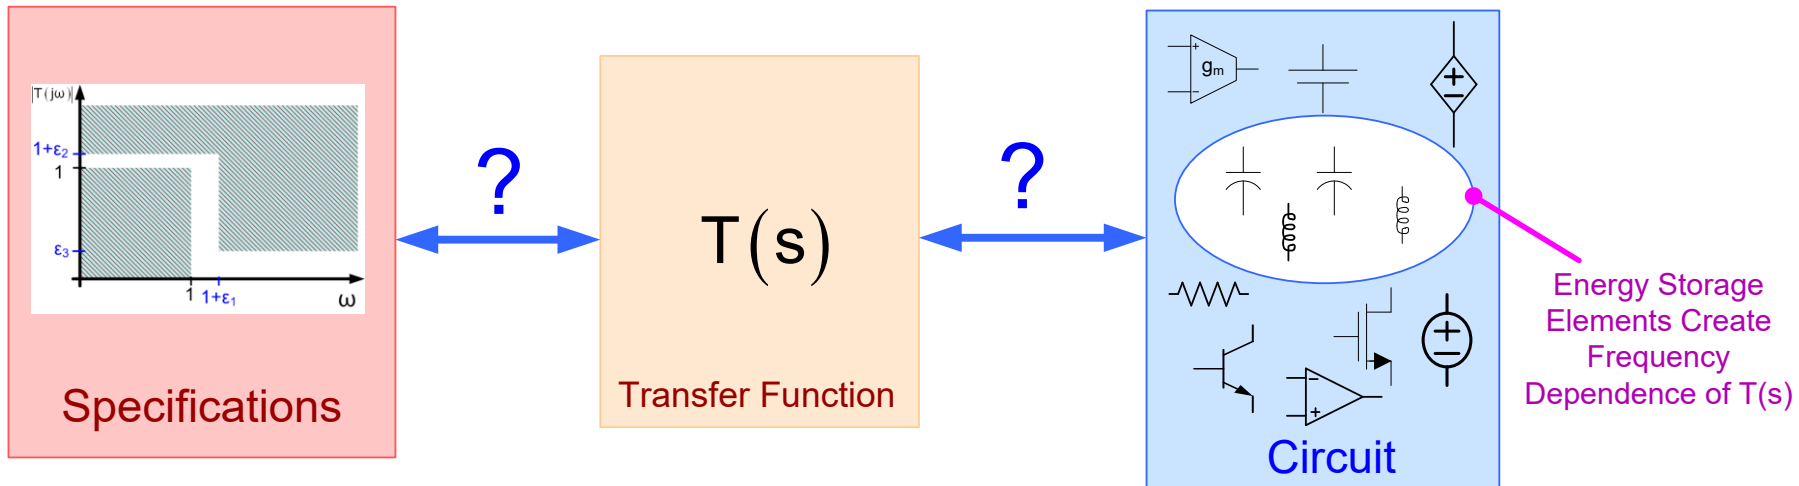 |T(jω)|
1+ε₂
1
ε₃
1
1+ε₁
ω
Specifications
?
T(s)
Transfer Function
?
gₘ
+
−
+
−
+
−
−
+
Circuit
Energy Storage
Elements Create
Frequency
Dependence of T(s)